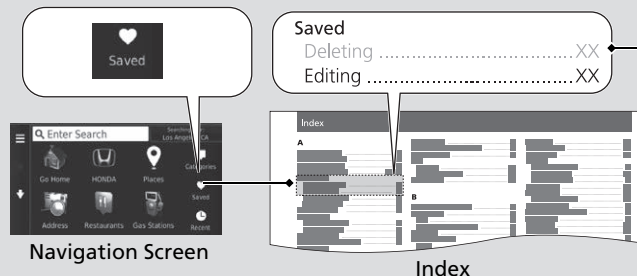 Saved
Saved
Deleting ........................................ XX
Editing ........................................ XX
Enter Search
Searching near:
Los Angeles, CA
Go Home
HONDA
Places
Categories
Saved
Address
Restaurants
Gas Stations
Recent
Navigation Screen
Index
A
B
Index